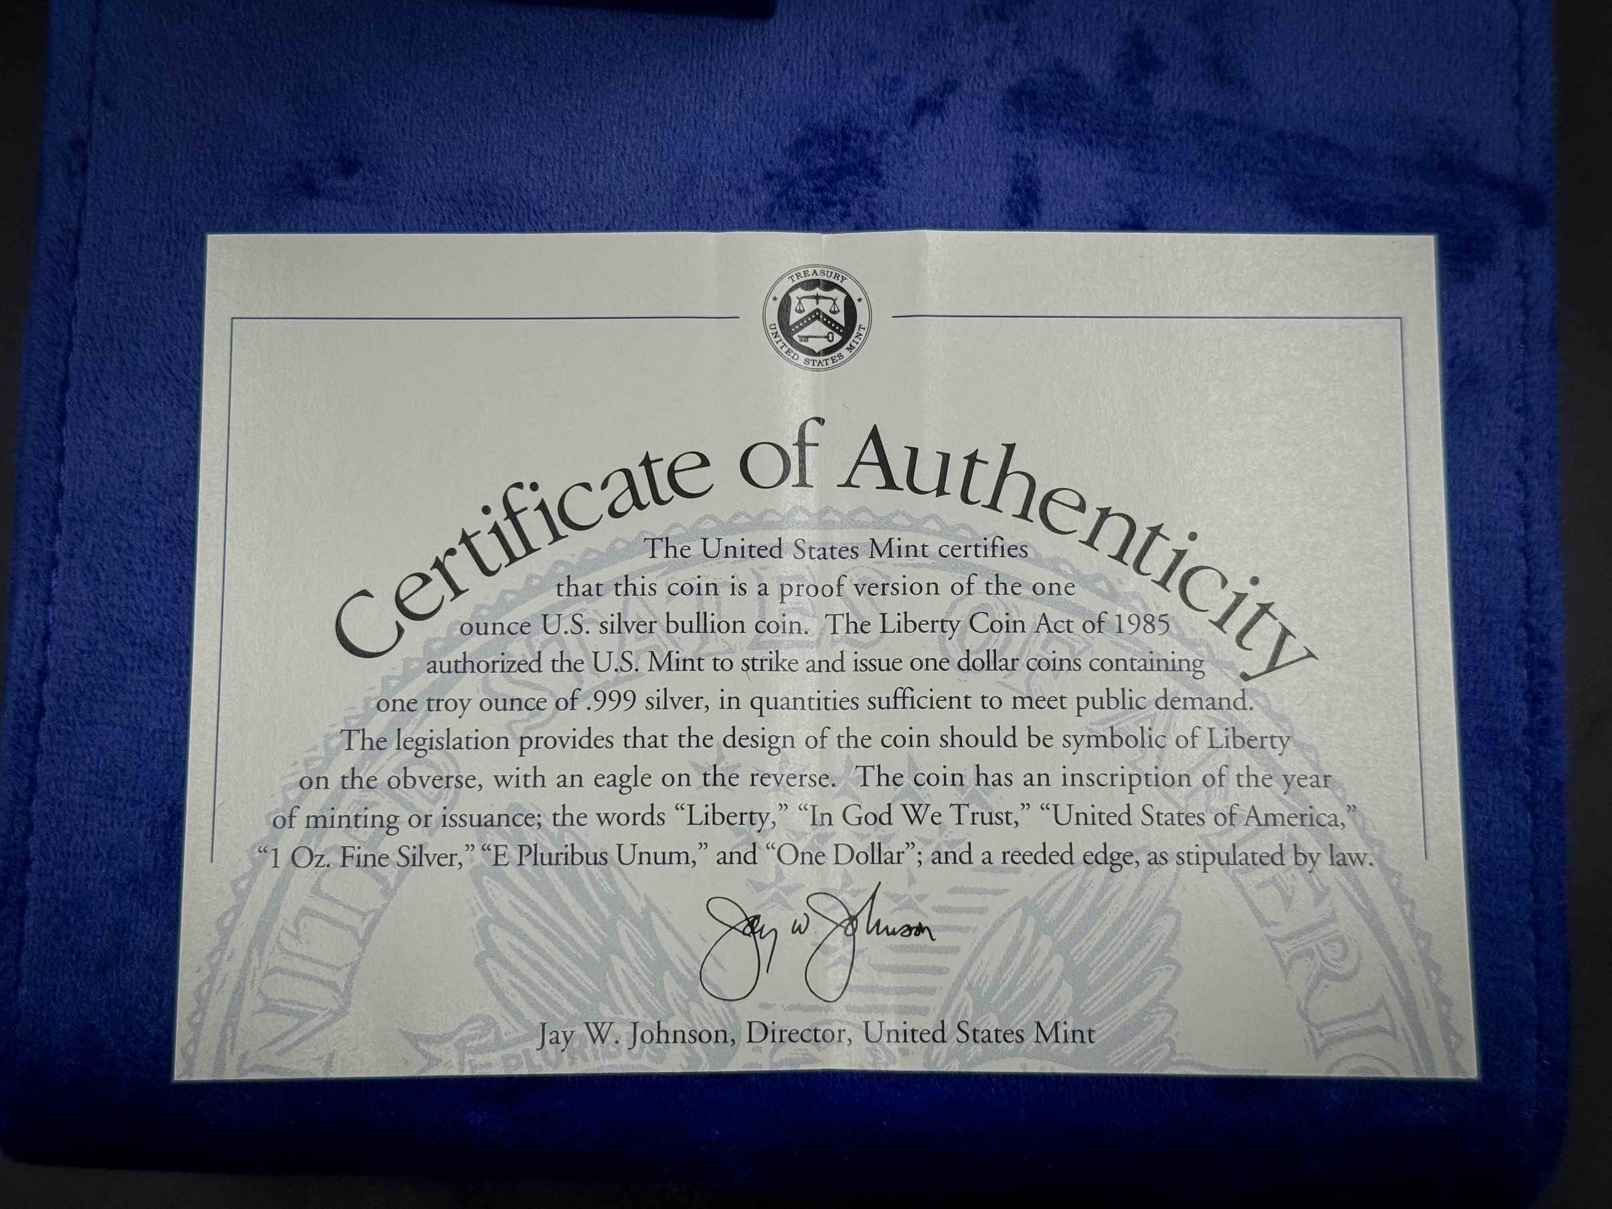 TREASURY
UNITED STATES MINT
Certificate of Authenticity
The United States Mint certifies
that this coin is a proof version of the one
ounce U.S. silver bullion coin. The Liberty Coin Act of 1985
authorized the U.S. Mint to strike and issue one dollar coins containing
one troy ounce of .999 silver, in quantities sufficient to meet public demand.
The legislation provides that the design of the coin should be symbolic of Liberty
on the obverse, with an eagle on the reverse. The coin has an inscription of the year
of minting or issuance; the words “Liberty,” “In God We Trust,” “United States of America,”
“1 Oz. Fine Silver,” “E Pluribus Unum,” and “One Dollar”; and a reeded edge, as stipulated by law.
Jay W Johnson
Jay W. Johnson, Director, United States Mint